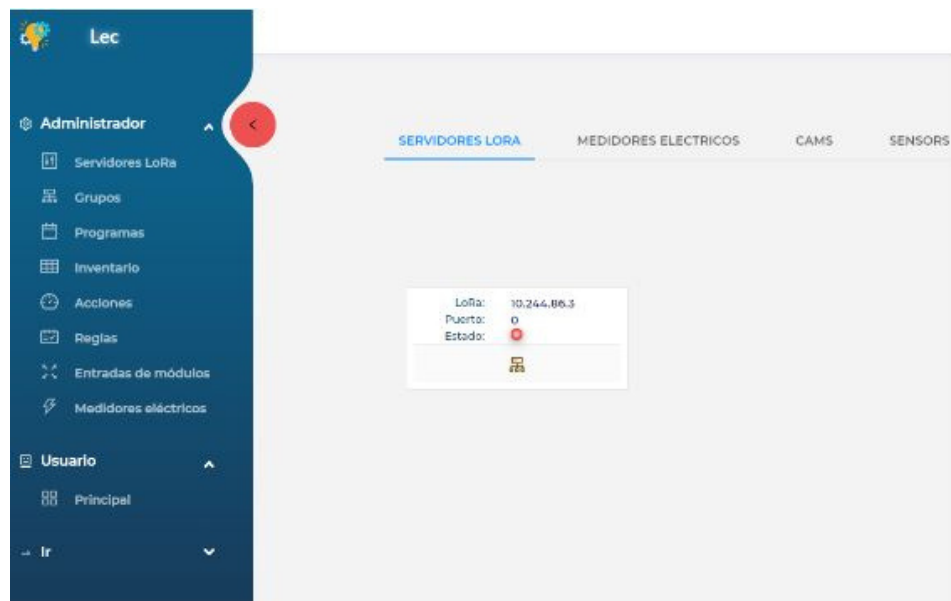 Lec
Administrador
Servidores LoRa
Grupos
Programas
Inventario
Acciones
Reglas
Entradas de módulos
Medidores eléctricos
Usuario
Principal
Ir
SERVIDORES LORA MEDIDORES ELECTRICOS CAMS SENSORS
LoRa: 10.244.86.3
Puerto: 0
Estado: